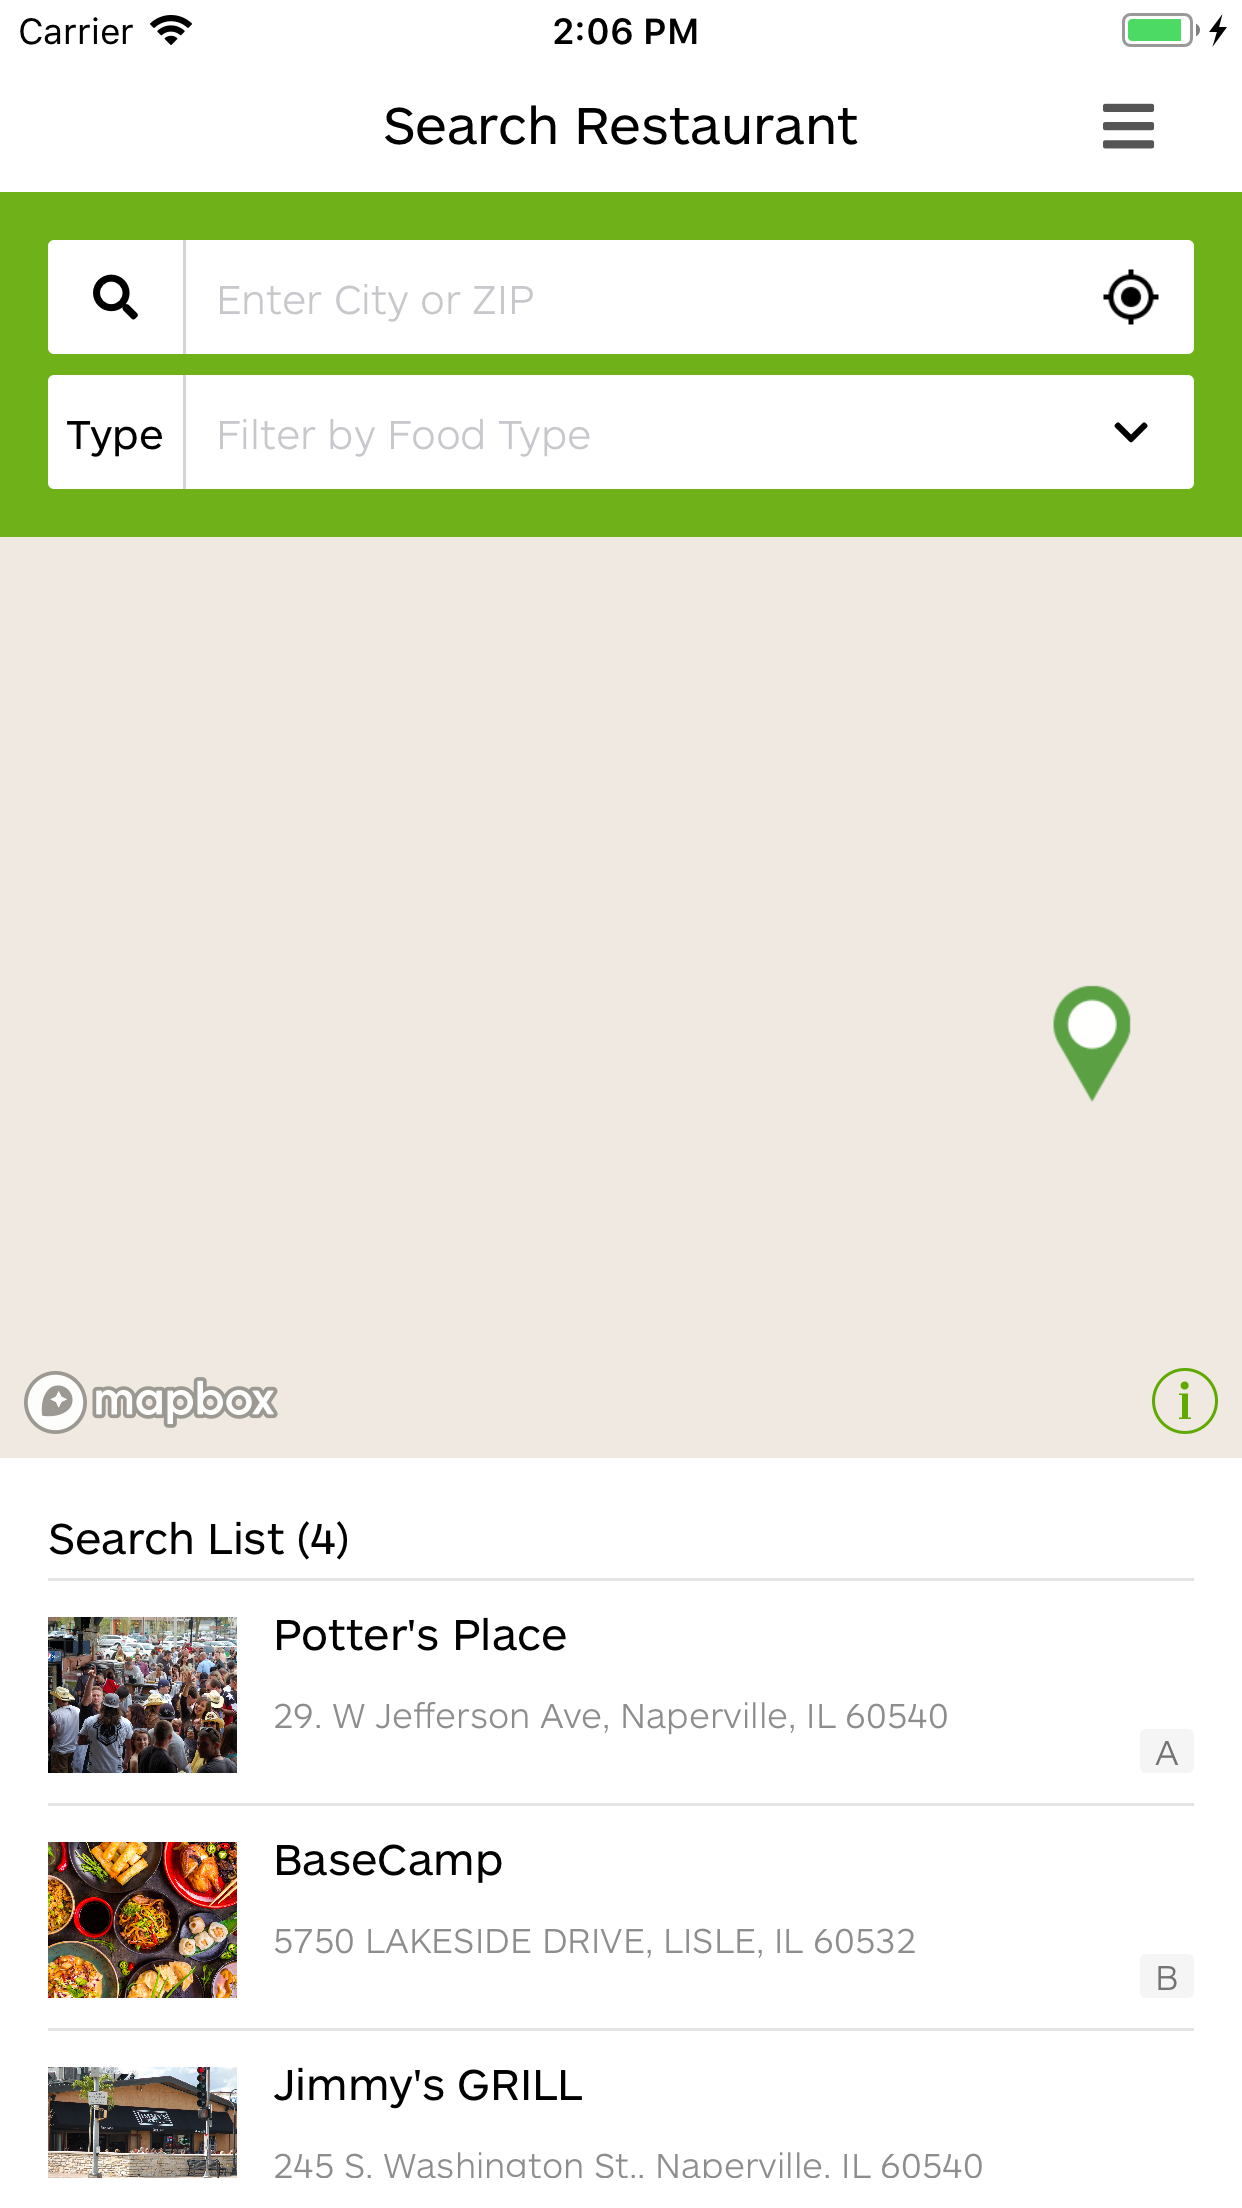 Carrier 2:06 PM
Search Restaurant
Enter City or ZIP
Type Filter by Food Type
mapbox
i
Search List (4)
Potter's Place
29. W Jefferson Ave, Naperville, IL 60540
A
BaseCamp
5750 LAKESIDE DRIVE, LISLE, IL 60532
B
Jimmy's GRILL
245 S. Washington St., Naperville, IL 60540